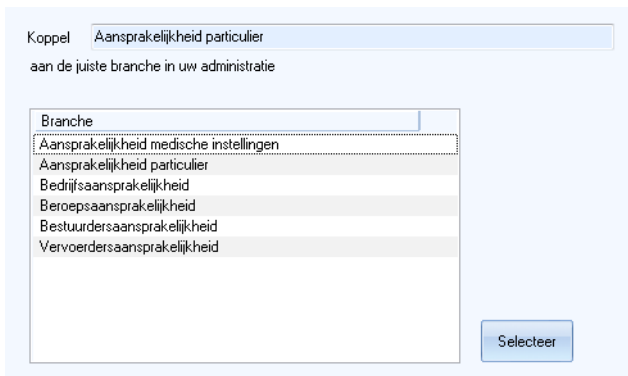 Koppel Aansprakelijkheid particulier
aan de juiste branche in uw administratie
Branche
Aansprakelijkheid medische instellingen
Aansprakelijkheid particulier
Bedrijfsaansprakelijkheid
Beroepsaansprakelijkheid
Bestuurdersaansprakelijkheid
Vervoerdersaansprakelijkheid
Selecteer